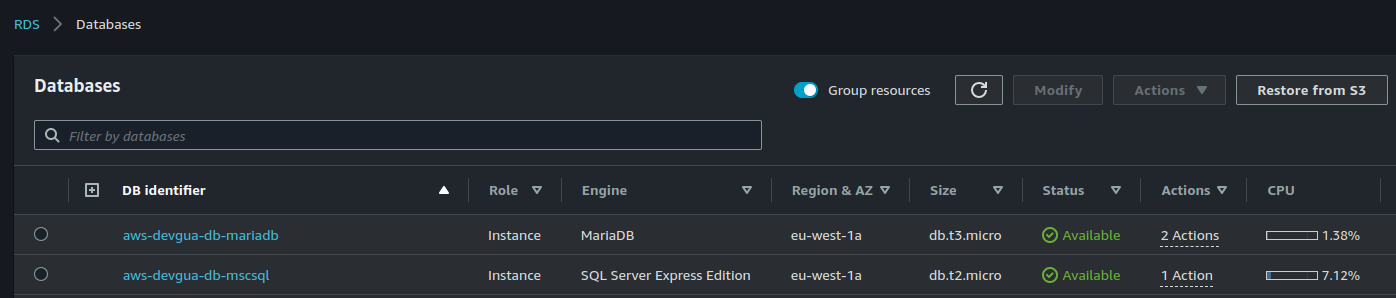 RDS Databases
Databases
Group resources Modify Actions Restore from S3
Filter by databases
DB identifier Role Engine Region & AZ Size Status Actions CPU
aws-devgua-db-mariadb Instance MariaDB eu-west-1a db.t3.micro Available 2 Actions 1.38%
aws-devgua-db-mscsql Instance SQL Server Express Edition eu-west-1a db.t2.micro Available 1 Action 7.12%